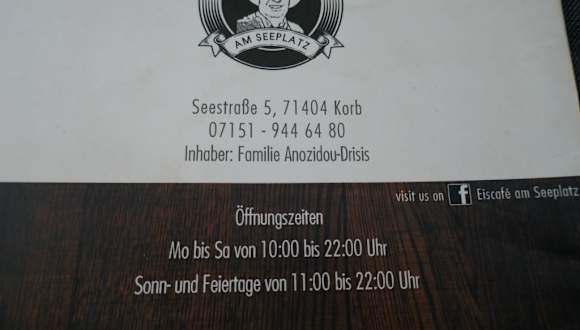 AM SEEPLATZ
Seestraße 5, 71404 Korb
07151 - 944 64 80
Inhaber: Familie Anozidou-Drisis
visit us on f Eiscafé am Seeplatz
Öffnungszeiten
Mo bis Sa von 10:00 bis 22:00 Uhr
Sonn- und Feiertage von 11:00 bis 22:00 Uhr